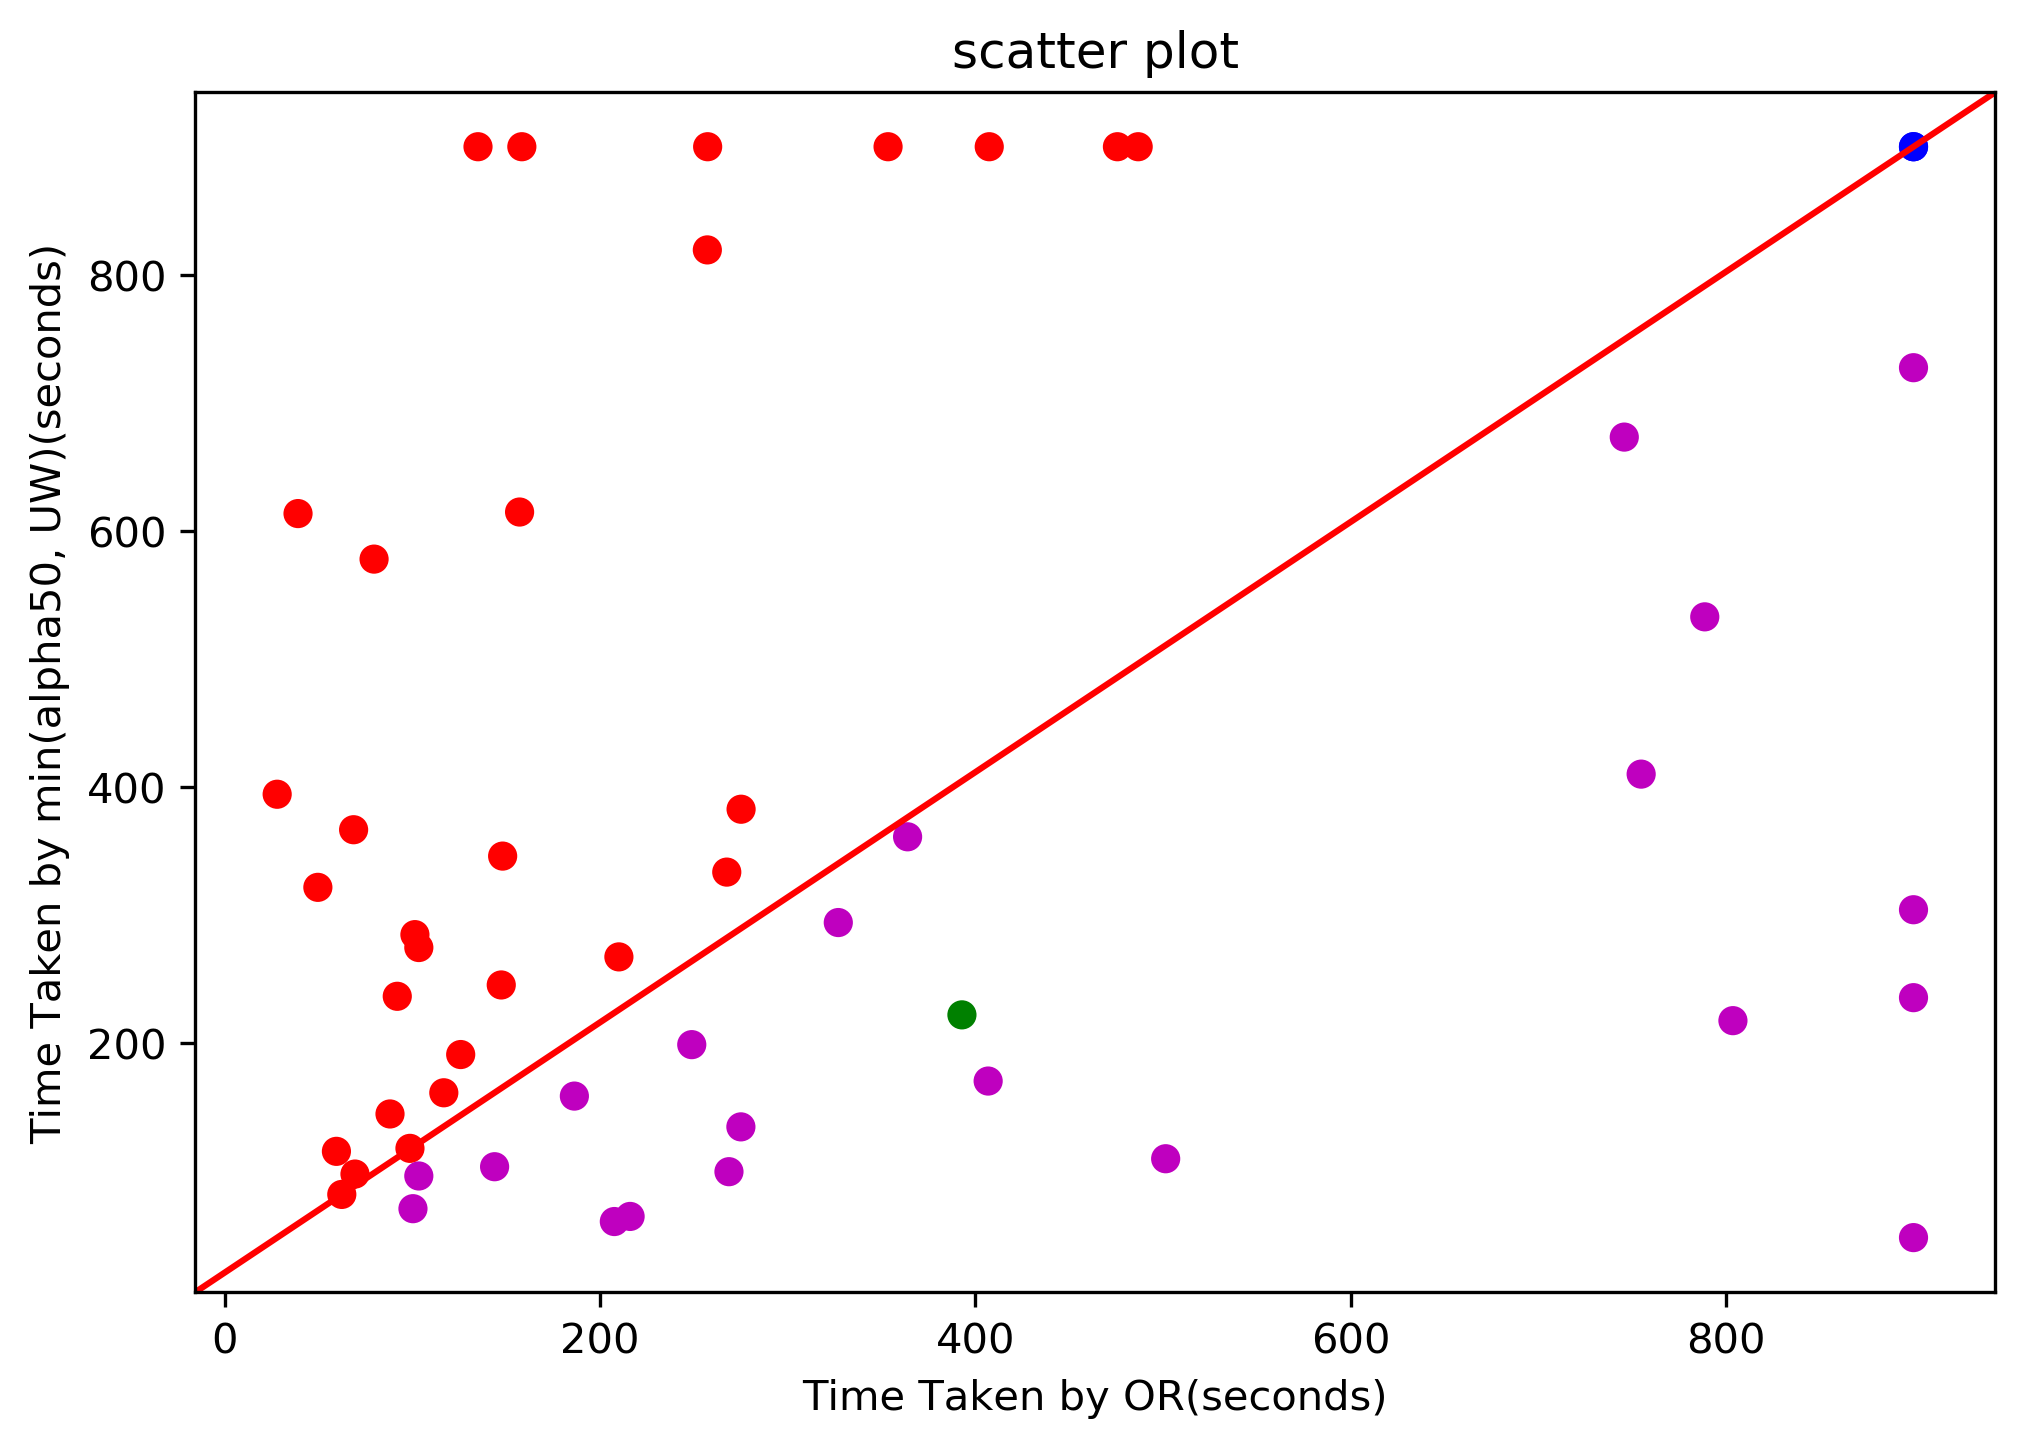 scatter plot
Time Taken by min(alpha50, UW)(seconds)
800
600
400
200
0 200 400 600 800
Time Taken by OR(seconds)